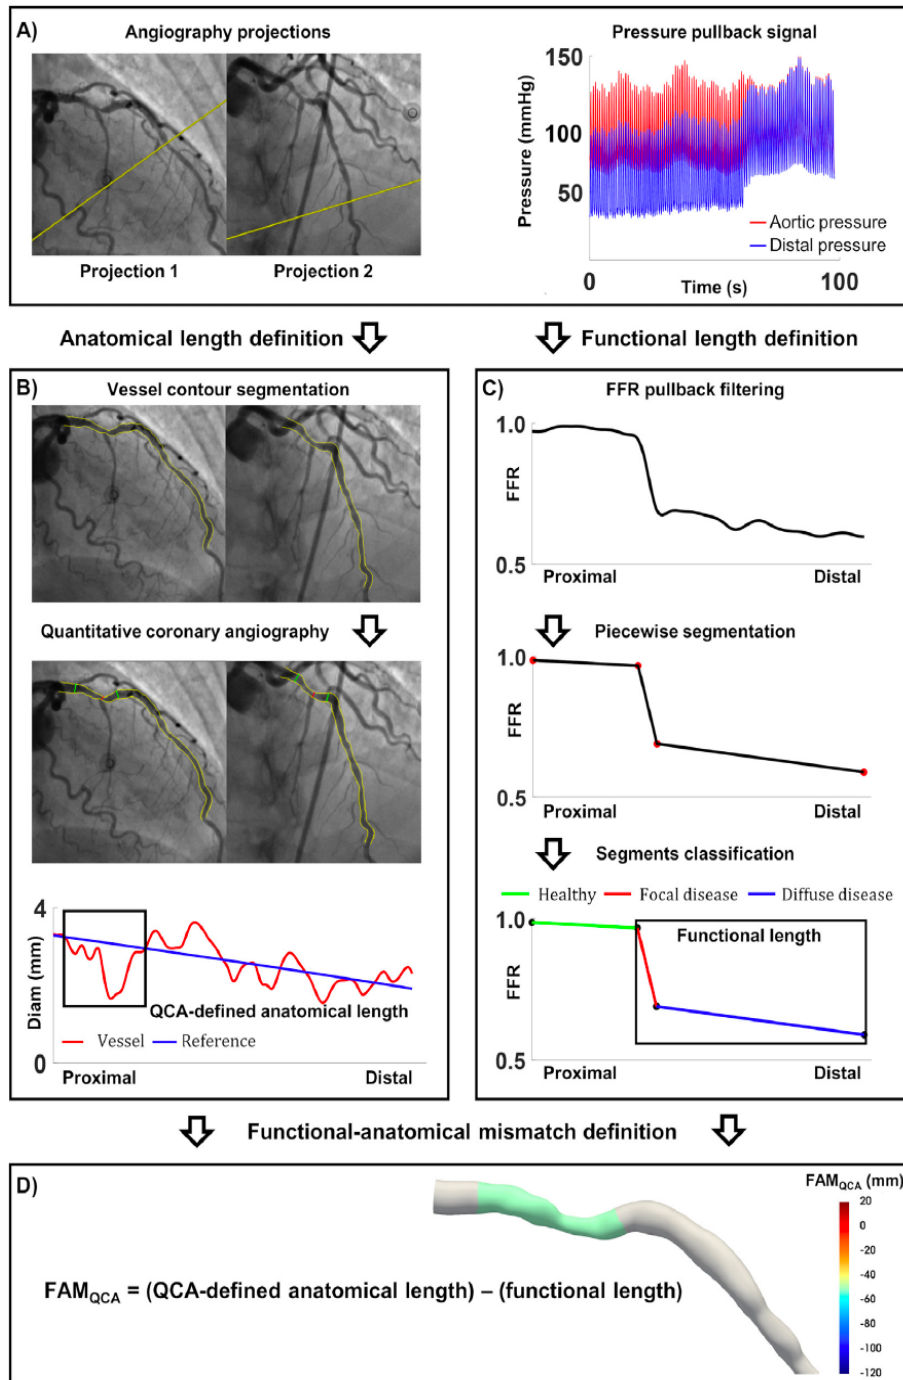 A)
Angiography projections
Projection 1
Projection 2
Pressure pullback signal
Pressure (mmHg)
150
100
50
Aortic pressure
Distal pressure
0
Time (s)
100
Anatomical length definition
Functional length definition
B)
Vessel contour segmentation
Quantitative coronary angiography
4
Diam (mm)
QCA-defined anatomical length
Vessel
Reference
0
Proximal
Distal
C)
FFR pullback filtering
1.0
FFR
0.5
Proximal
Distal
Piecewise segmentation
1.0
FFR
0.5
Proximal
Distal
Segments classification
Healthy
Focal disease
Diffuse disease
1.0
Functional length
FFR
0.5
Proximal
Distal
Functional-anatomical mismatch definition
D)
FAMQCA (mm)
20
0
-20
-40
-60
-80
-100
-120
FAMQCA = (QCA-defined anatomical length) – (functional length)